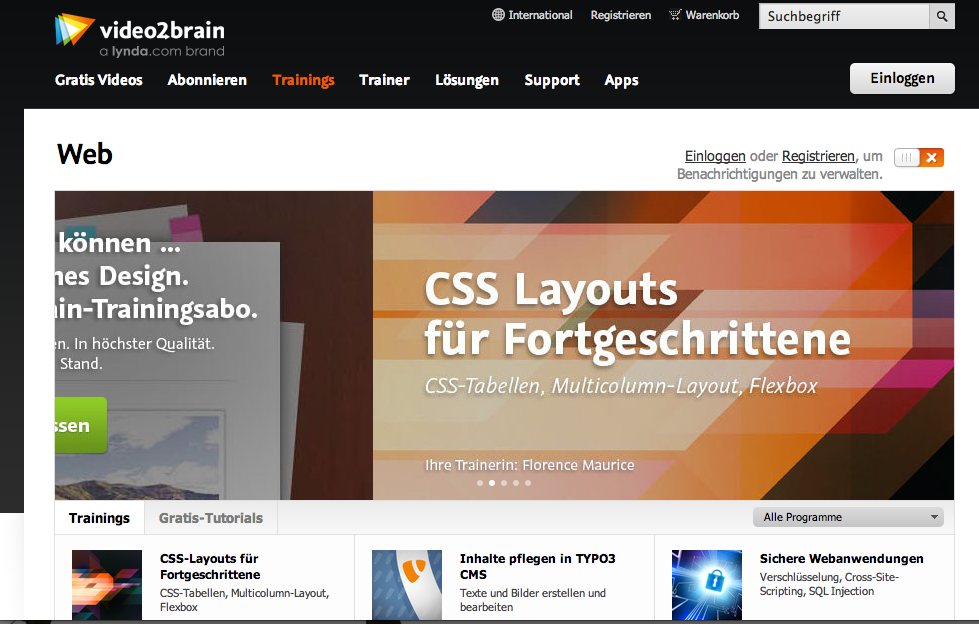 International Registrieren Warenkorb Suchbegriff
video2brain
a lynda.com brand
Gratis Videos Abonnieren Trainings Trainer Lösungen Support Apps Einloggen
Web
Einloggen oder Registrieren, um
Benachrichtigungen zu verwalten.
können ...
Design.
-Trainingsabo.
In höchster Qualität.
Stand.
CSS Layouts
für Fortgeschrittene
CSS-Tabellen, Multicolumn-Layout, Flexbox
Ihre Trainerin: Florence Maurice
Trainings Gratis-Tutorials Alle Programme
CSS-Layouts für
Fortgeschrittene
CSS-Tabellen, Multicolumn-Layout,
Flexbox
Inhalte pflegen in TYPO3
CMS
Texte und Bilder erstellen und
bearbeiten
Sichere Webanwendungen
Verschlüsselung, Cross-Site-
Scripting, SQL Injection